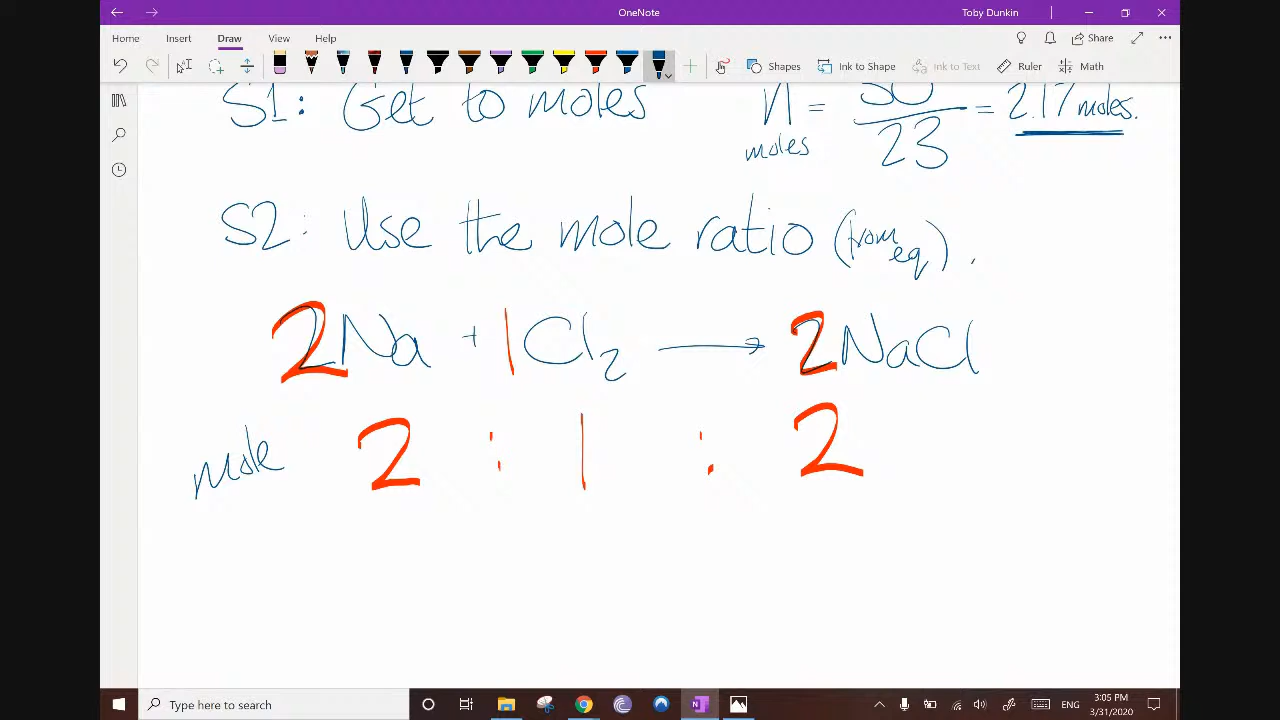 OneNote
Toby Dunkin
Home Insert Draw View Help
Share
Shapes Ink to Shape Ink to Text Ruler Math
S1: Get to moles
n = 50/23 = 2.17 moles.
moles
S2: Use the mole ratio (from eq).
2Na + 1Cl2 → 2NaCl
mole 2 : 1 : 2
Type here to search
ENG
3:05 PM
3/31/2020